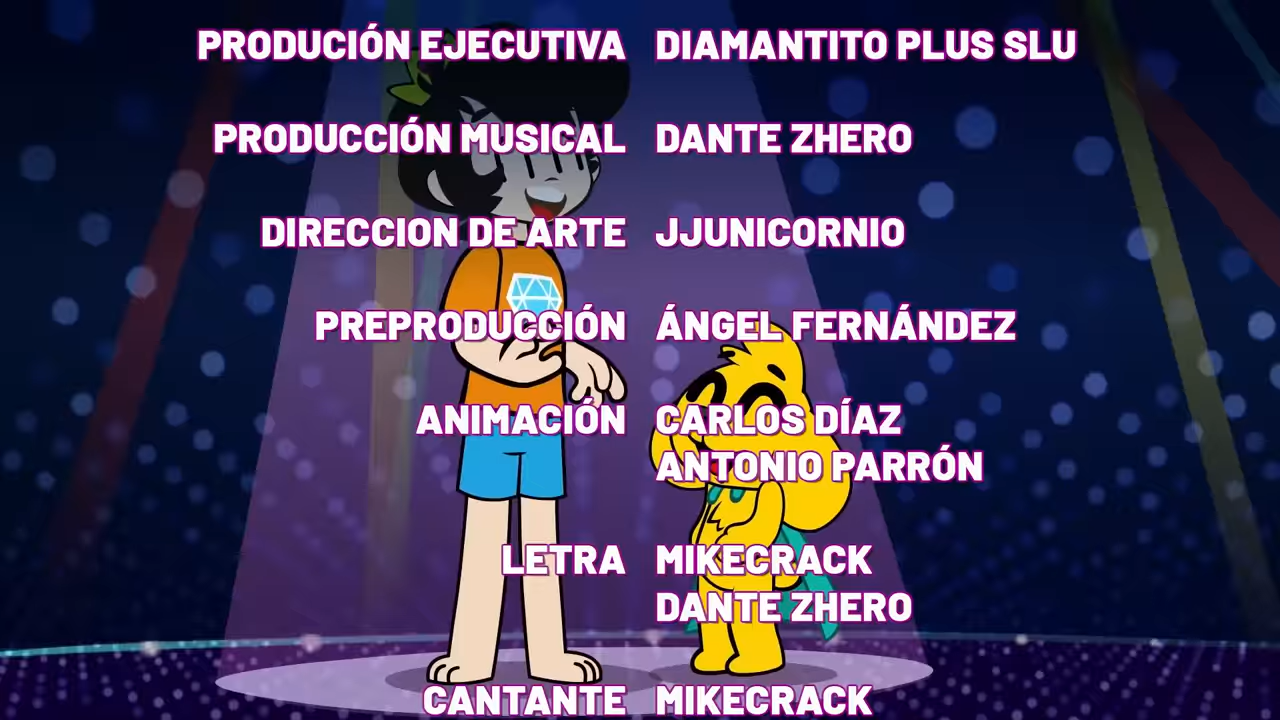 PRODUCIÓN EJECUTIVA DIAMANTITO PLUS SLU
PRODUCCIÓN MUSICAL DANTE ZHERO
DIRECCION DE ARTE JJUNICORNIO
PREPRODUCCIÓN ÁNGEL FERNÁNDEZ
ANIMACIÓN CARLOS DÍAZ
ANTONIO PARRÓN
LETRA MIKECRACK
DANTE ZHERO
CANTANTE MIKECRACK